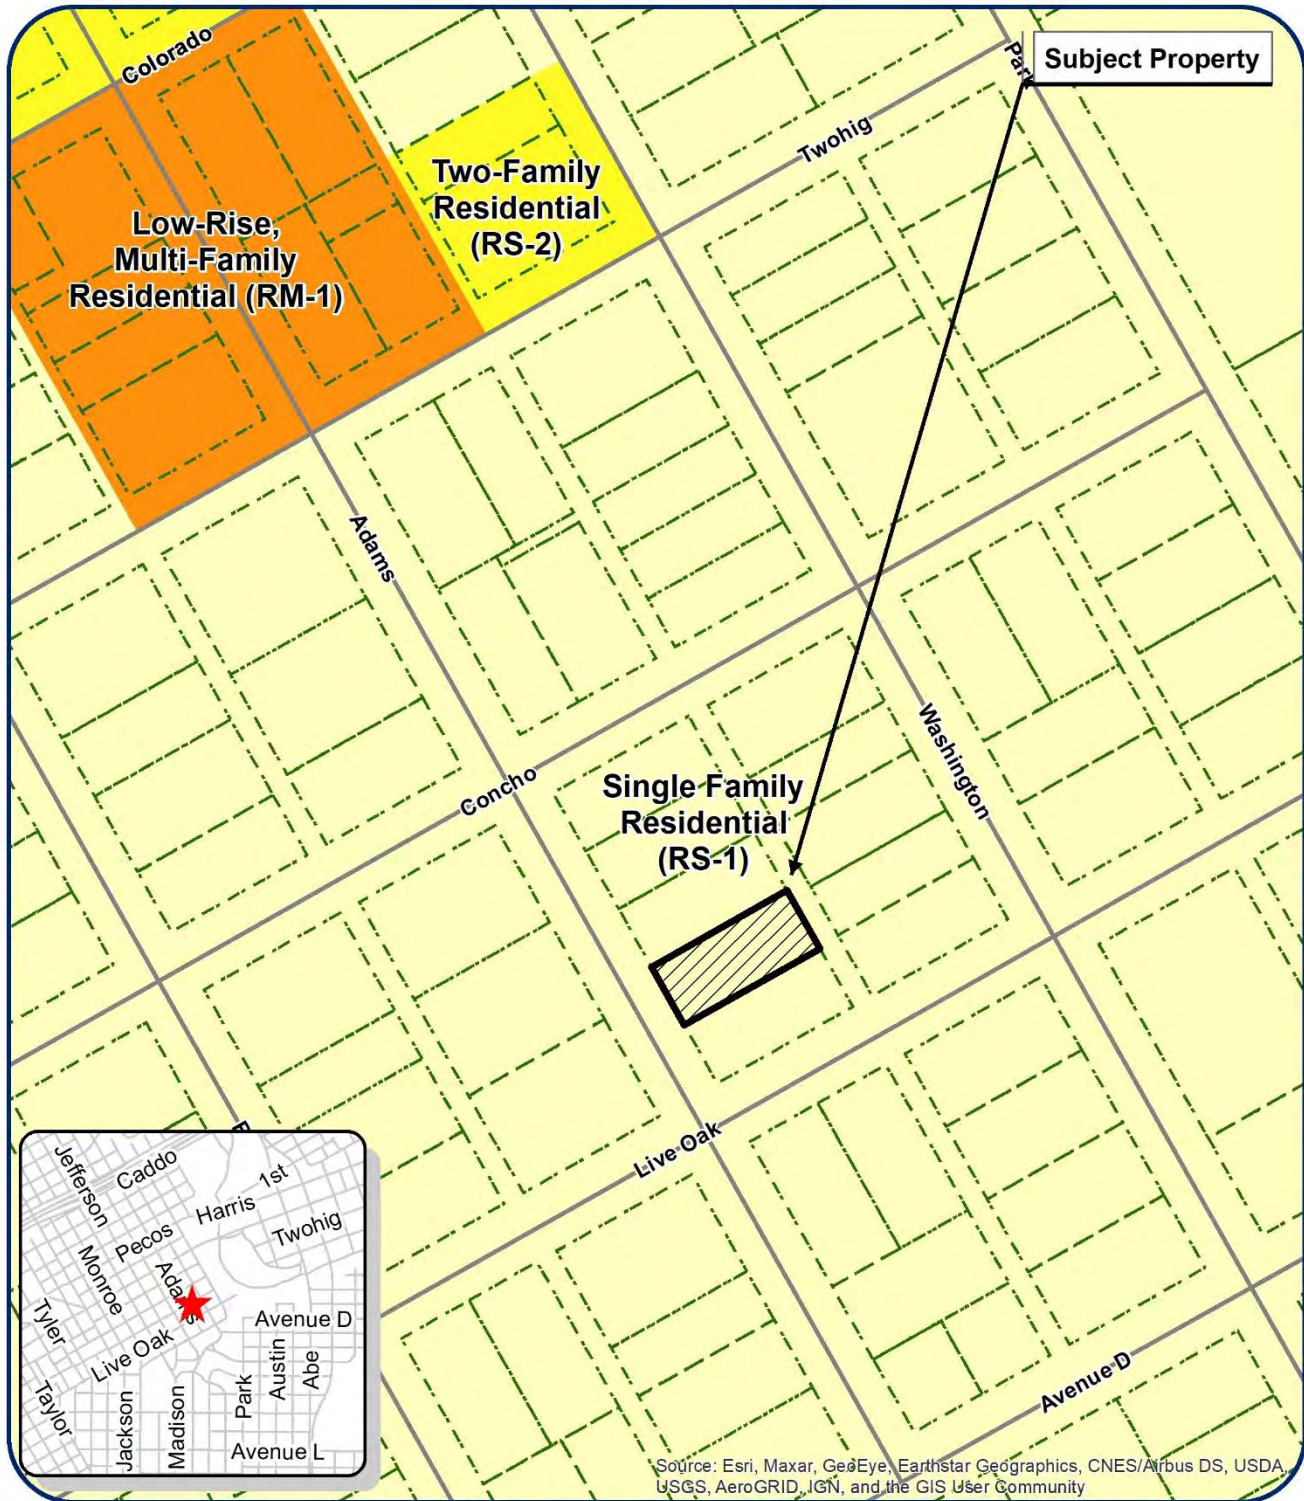 Colorado
Park
Subject Property
Twohig
Two-Family
Residential
(RS-2)
Low-Rise,
Multi-Family
Residential (RM-1)
Adams
Washington
Concho
Single Family
Residential
(RS-1)
Live Oak
Avenue D
Jefferson
Caddo
1st
Harris
Pecos
Twohig
Monroe
Adams
Tyler
Avenue D
Live Oak
Austin
Abe
Taylor
Jackson
Madison
Park
Avenue L
Source: Esri, Maxar, GeoEye, Earthstar Geographics, CNES/Airbus DS, USDA,
USGS, AeroGRID, IGN, and the GIS User Community